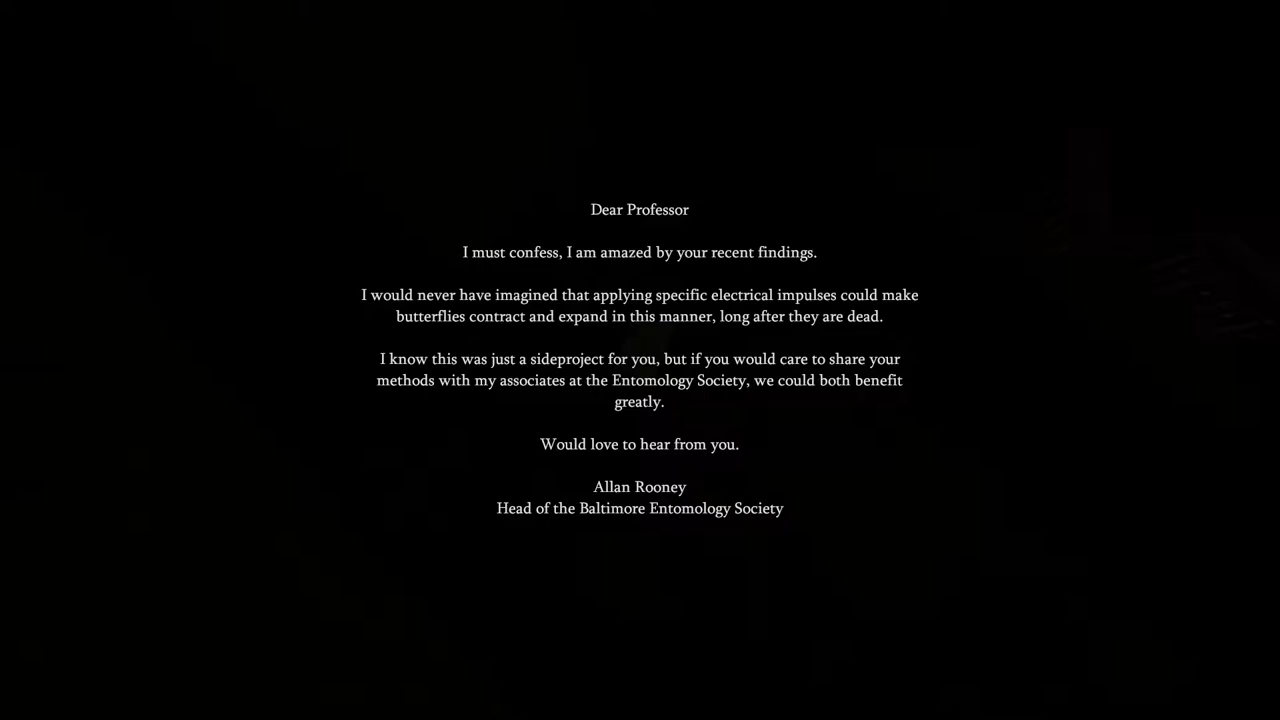 Dear Professor
I must confess, I am amazed by your recent findings.
I would never have imagined that applying specific electrical impulses could make
butterflies contract and expand in this manner, long after they are dead.
I know this was just a sideproject for you, but if you would care to share your
methods with my associates at the Entomology Society, we could both benefit
greatly.
Would love to hear from you.
Allan Rooney
Head of the Baltimore Entomology Society